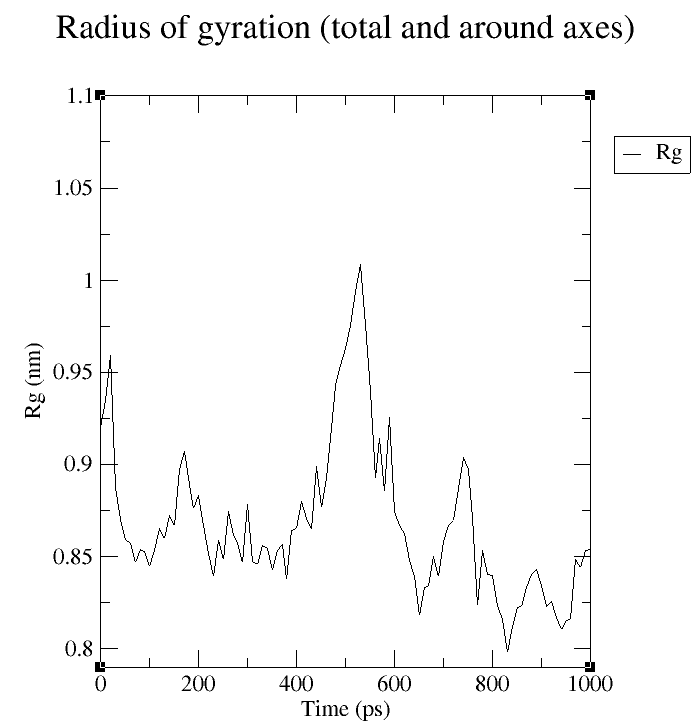 Radius of gyration (total and around axes)
1.1
Rg
1.05
1
0.95
Rg (nm)
0.9
0.85
0.8
0 200 400 600 800 1000
Time (ps)